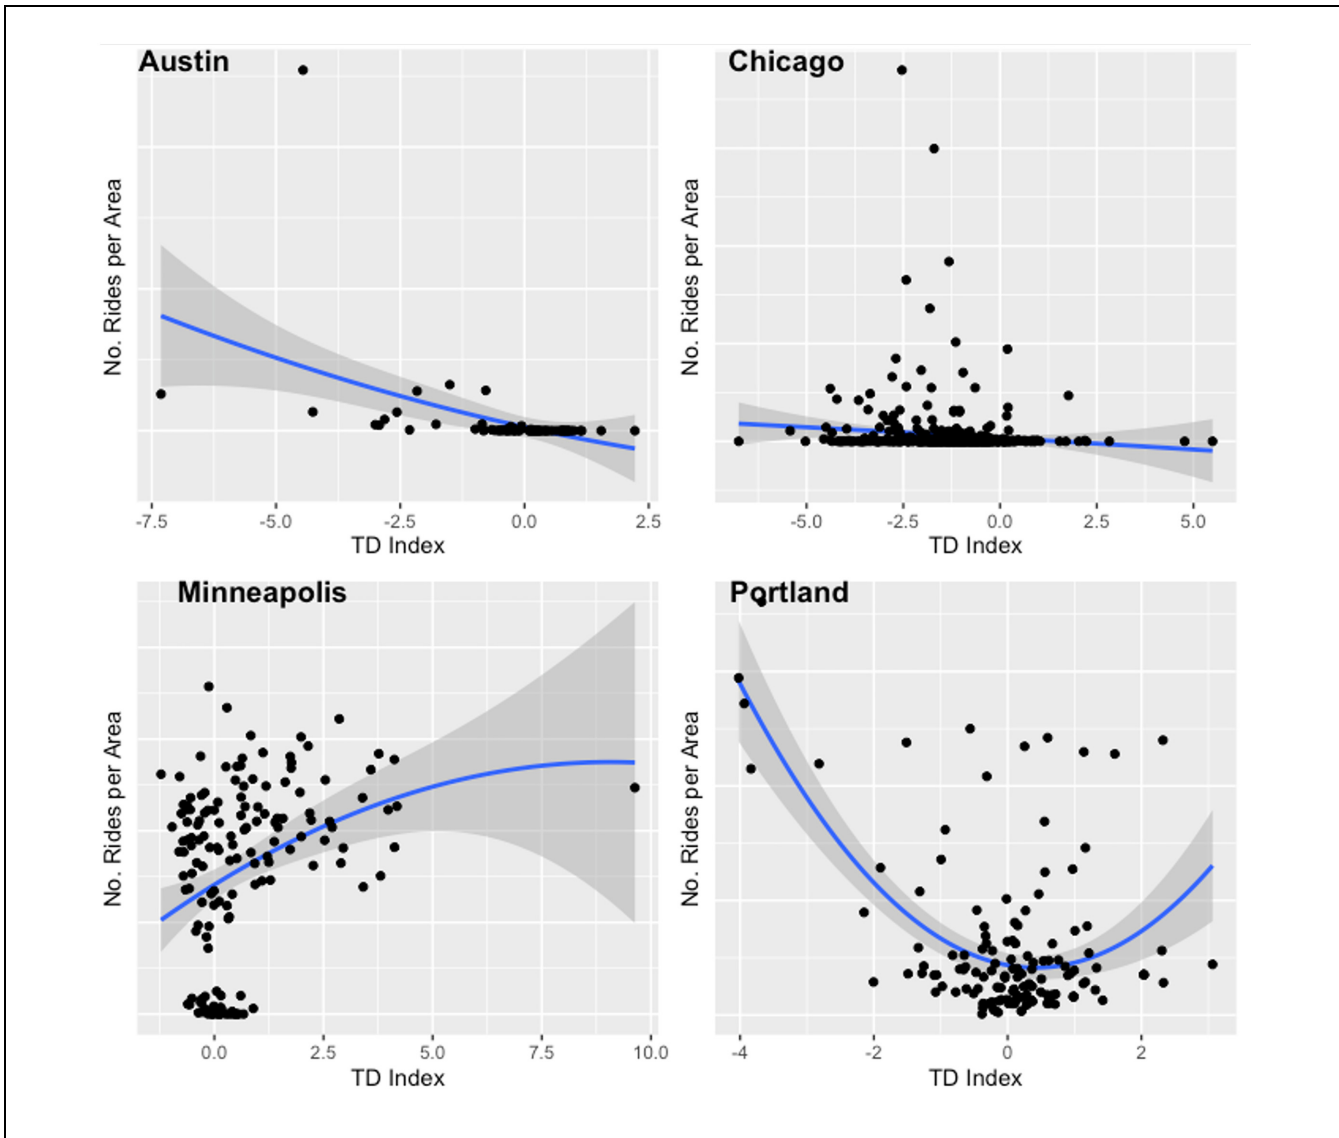 Austin
No. Rides per Area
-7.5 -5.0 -2.5 0.0 2.5
TD Index
Chicago
No. Rides per Area
-5.0 -2.5 0.0 2.5 5.0
TD Index
Minneapolis
No. Rides per Area
0.0 2.5 5.0 7.5 10.0
TD Index
Portland
No. Rides per Area
-4 -2 0 2
TD Index